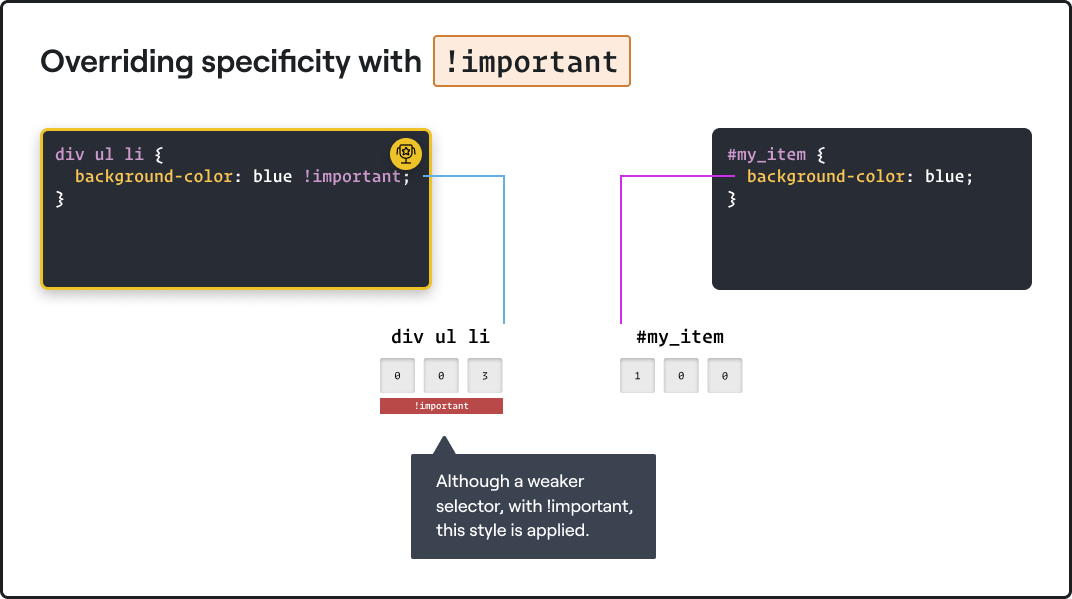 Overriding specificity with !important
div ul li {
background-color: blue !important;
}
#my_item {
background-color: blue;
}
div ul li
0 0 3
!important
#my_item
1 0 0
Although a weaker
selector, with !important,
this style is applied.